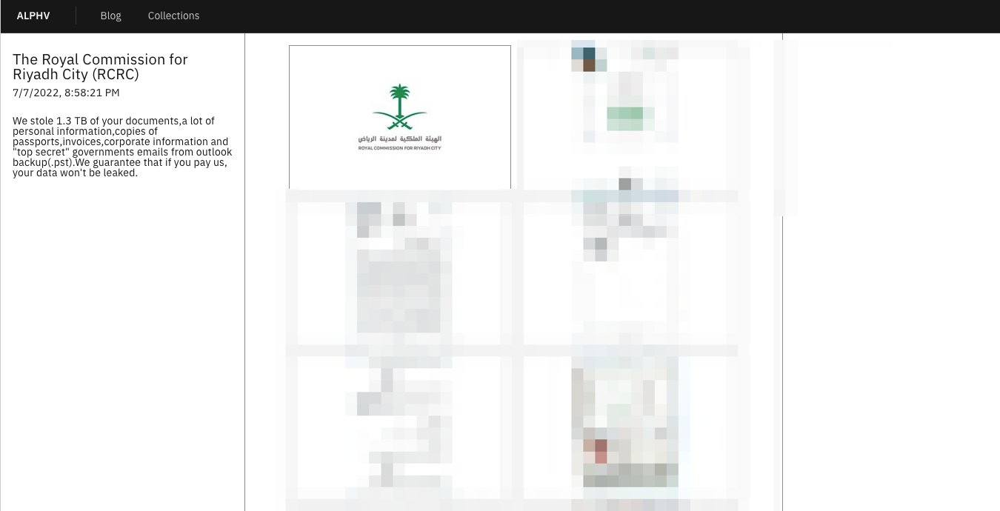 ALPHV Blog Collections
The Royal Commission for
Riyadh City (RCRC)
7/7/2022, 8:58:21 PM
We stole 1.3 TB of your documents,a lot of
personal information,copies of
passports,invoices,corporate information and
"top secret" governments emails from outlook
backup(.pst).We guarantee that if you pay us,
your data won't be leaked.
الهيئة الملكية لمدينة الرياض
ROYAL COMMISSION FOR RIYADH CITY